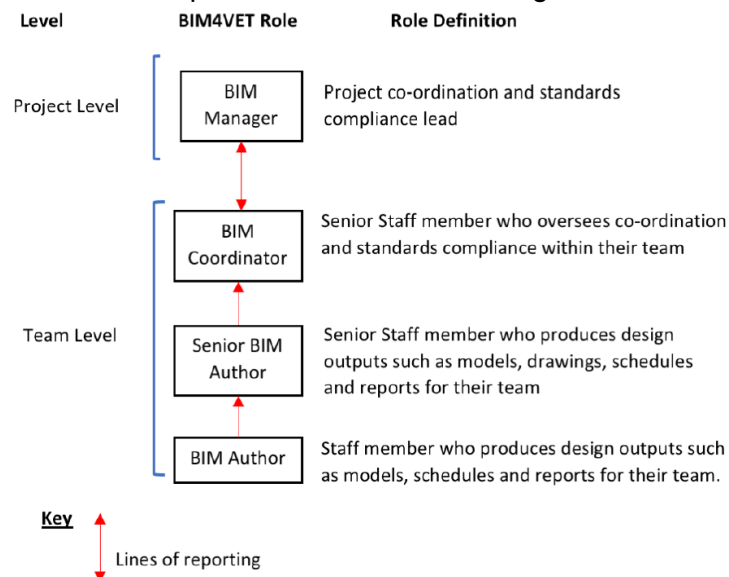 Level BIM4VET Role Role Definition
Project Level
BIM
Manager
Project co-ordination and standards
compliance lead
BIM
Coordinator
Senior Staff member who oversees co-ordination
and standards compliance within their team
Team Level
Senior BIM
Author
Senior Staff member who produces design
outputs such as models, drawings, schedules
and reports for their team
BIM Author
Staff member who produces design outputs such
as models, schedules and reports for their team.
Key
Lines of reporting